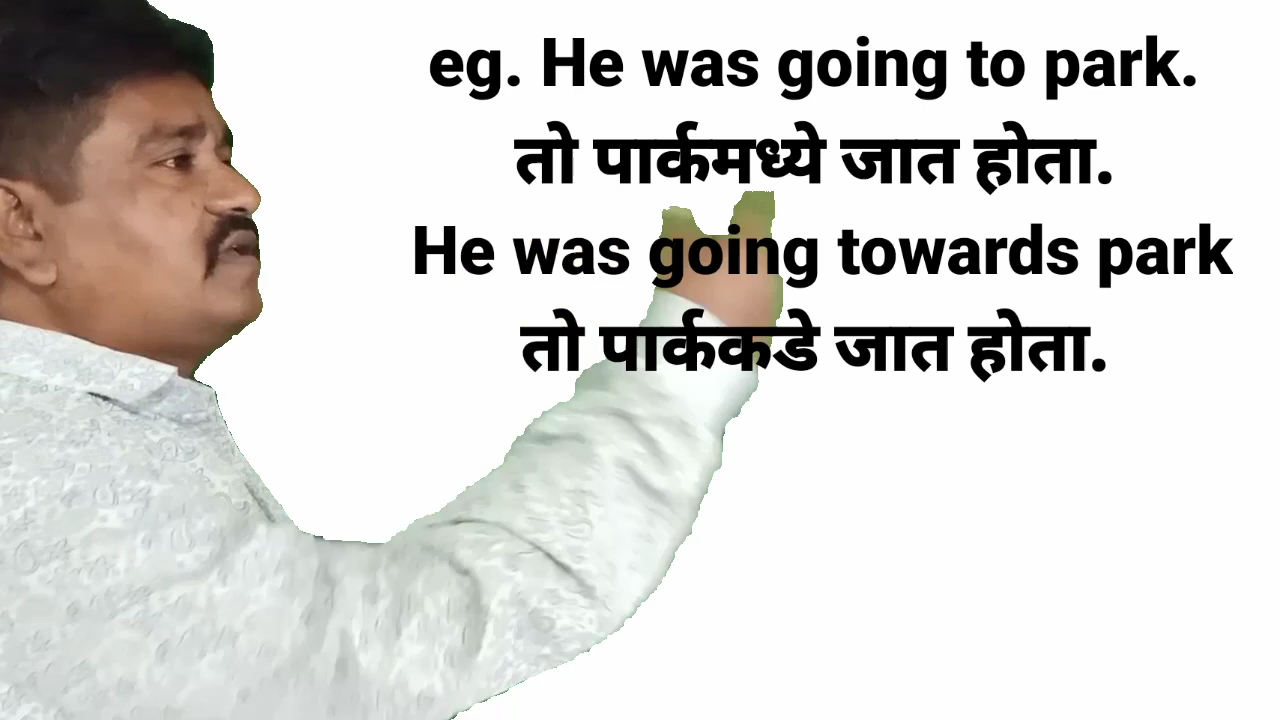 eg. He was going to park.
तो पार्कमध्ये जात होता.
He was going towards park
तो पार्ककडे जात होता.